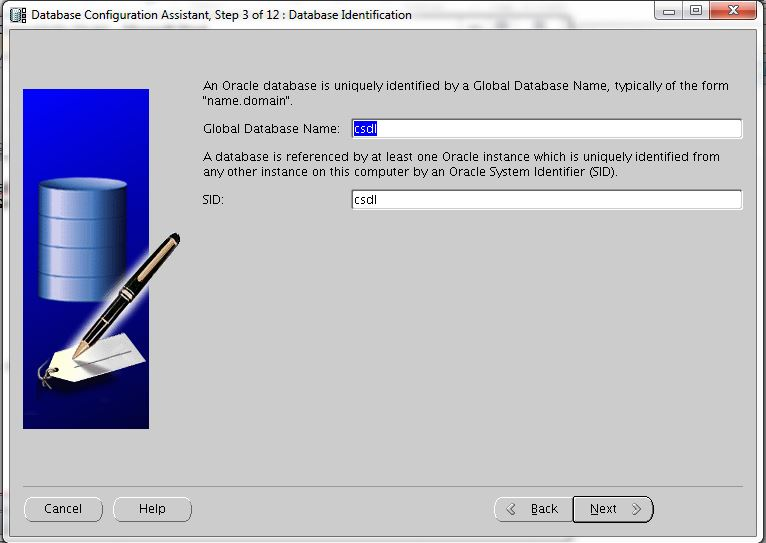 Database Configuration Assistant, Step 3 of 12 : Database Identification
An Oracle database is uniquely identified by a Global Database Name, typically of the form
"name.domain".
Global Database Name: csdl
A database is referenced by at least one Oracle instance which is uniquely identified from
any other instance on this computer by an Oracle System Identifier (SID).
SID: csdl
Cancel Help Back Next